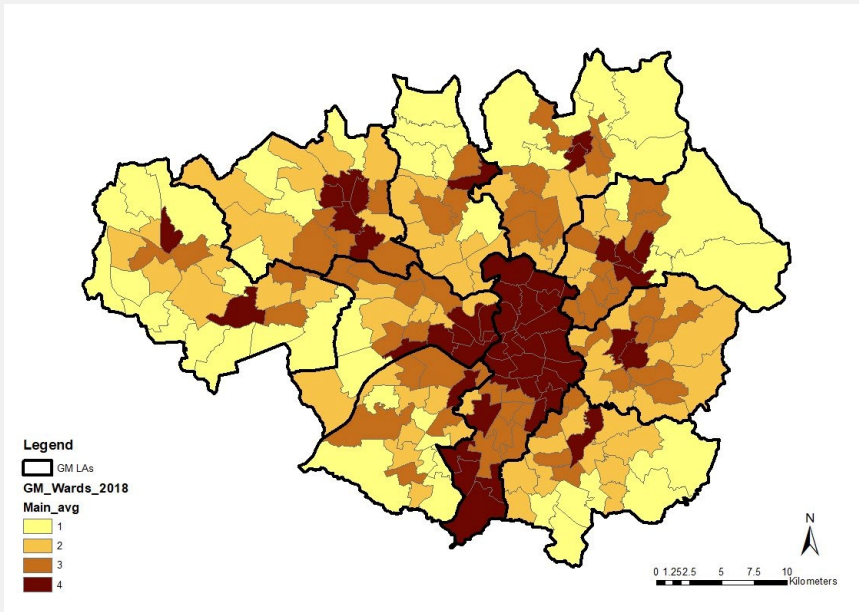 Legend
GM LAs
GM_Wards_2018
Main_avg
1
2
3
4
N
0 1.252.5 5 7.5 10
Kilometers